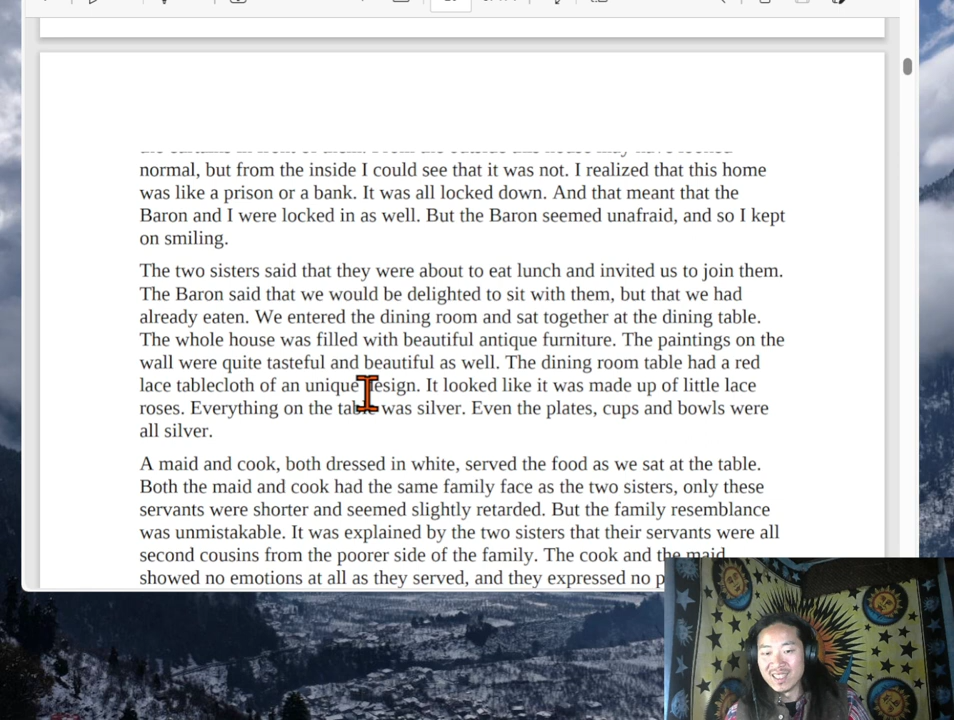 normal, but from the inside I could see that it was not. I realized that this home
was like a prison or a bank. It was all locked down. And that meant that the
Baron and I were locked in as well. But the Baron seemed unafraid, and so I kept
on smiling.
The two sisters said that they were about to eat lunch and invited us to join them.
The Baron said that we would be delighted to sit with them, but that we had
already eaten. We entered the dining room and sat together at the dining table.
The whole house was filled with beautiful antique furniture. The paintings on the
wall were quite tasteful and beautiful as well. The dining room table had a red
lace tablecloth of an unique design. It looked like it was made up of little lace
roses. Everything on the table was silver. Even the plates, cups and bowls were
all silver.
A maid and cook, both dressed in white, served the food as we sat at the table.
Both the maid and cook had the same family face as the two sisters, only these
servants were shorter and seemed slightly retarded. But the family resemblance
was unmistakable. It was explained by the two sisters that their servants were all
second cousins from the poorer side of the family. The cook and the maid
showed no emotions at all as they served, and they expressed no